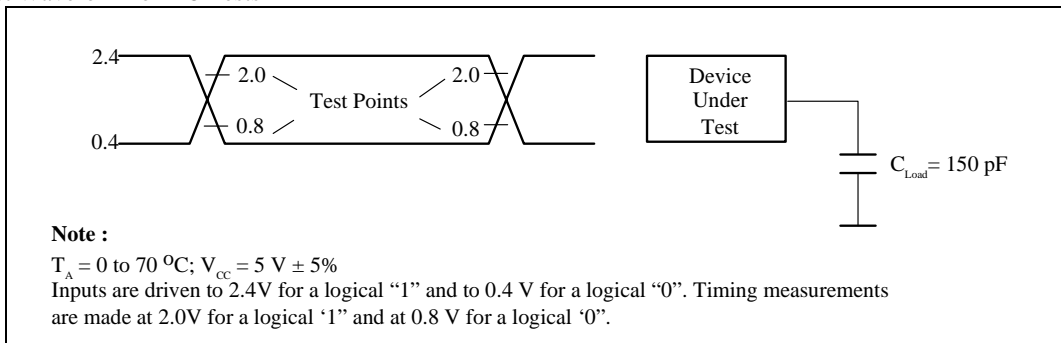 2.4
2.0
2.0
Test Points
0.8
0.8
0.4
Device
Under
Test
C_Load = 150 pF
Note :
T_A = 0 to 70 °C; V_CC = 5 V ± 5%
Inputs are driven to 2.4V for a logical “1” and to 0.4 V for a logical “0”. Timing measurements
are made at 2.0V for a logical ‘1” and at 0.8 V for a logical ‘0”.